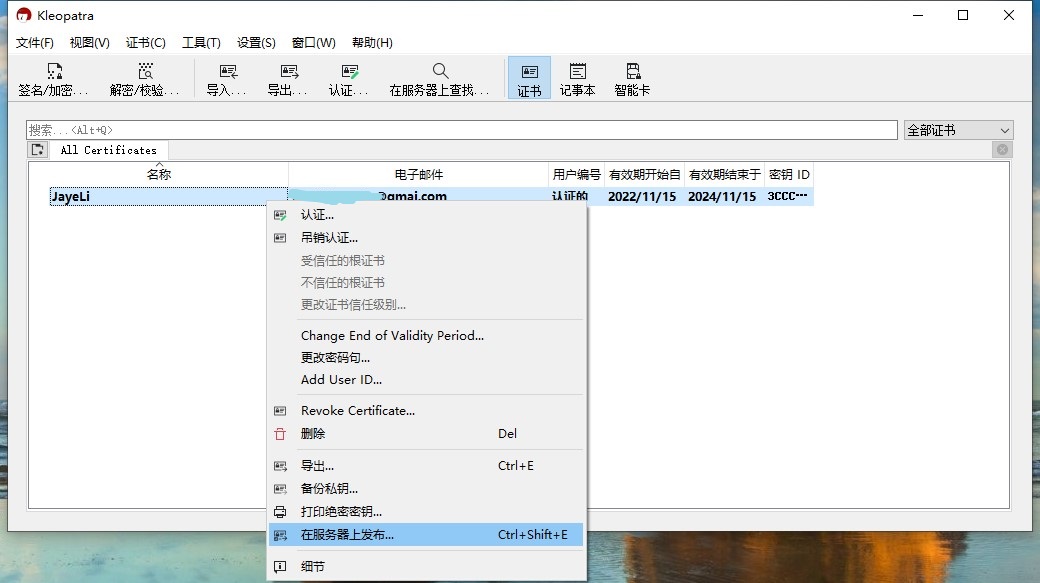 Kleopatra
文件(F) 视图(V) 证书(C) 工具(T) 设置(S) 窗口(W) 帮助(H)
签名/加密... 解密/校验... 导入... 导出... 认证... 在服务器上查找... 证书 记事本 智能卡
搜索...<Alt+Q> 全部证书
All Certificates
名称 电子邮件 用户编号 有效期开始自 有效期结束于 密钥 ID
JayeLi @gmai.com 认证的 2022/11/15 2024/11/15 3CCC···
认证...
吊销认证...
受信任的根证书
不信任的根证书
更改证书信任级别...
Change End of Validity Period...
更改密码句...
Add User ID...
Revoke Certificate...
删除 Del
导出... Ctrl+E
备份私钥...
打印绝密密钥...
在服务器上发布... Ctrl+Shift+E
细节